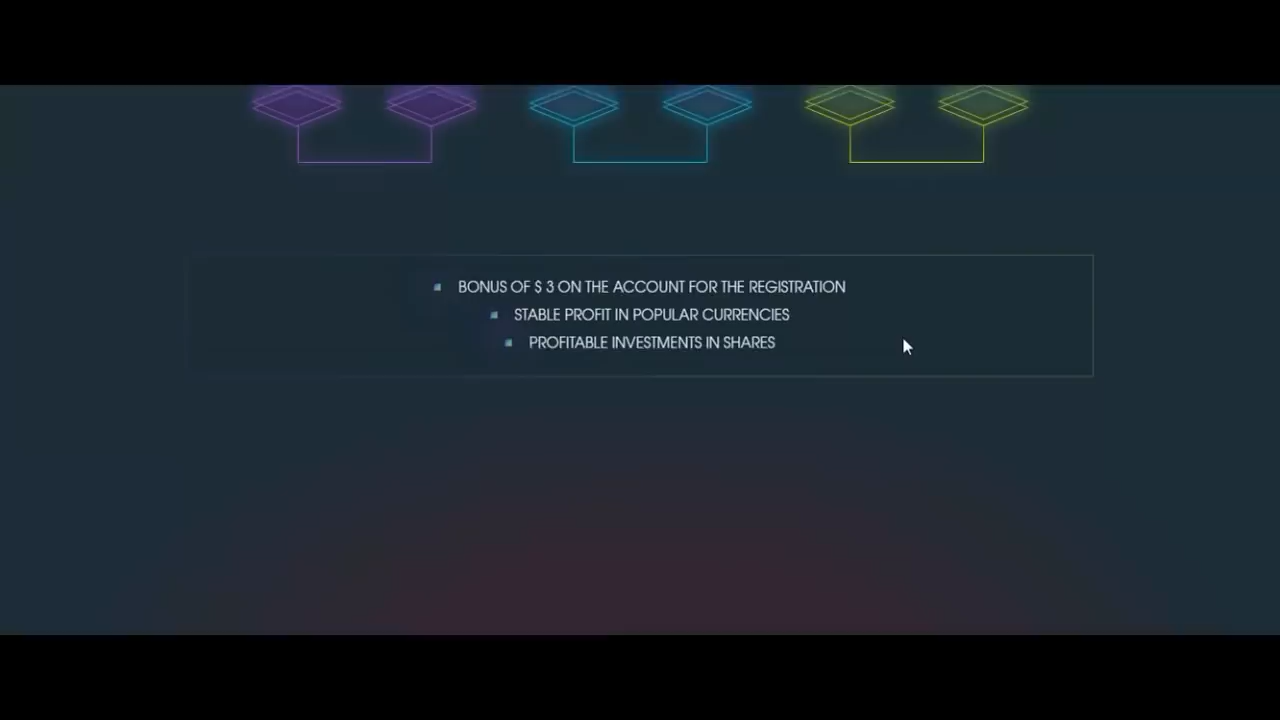 BONUS OF $ 3 ON THE ACCOUNT FOR THE REGISTRATION
STABLE PROFIT IN POPULAR CURRENCIES
PROFITABLE INVESTMENTS IN SHARES